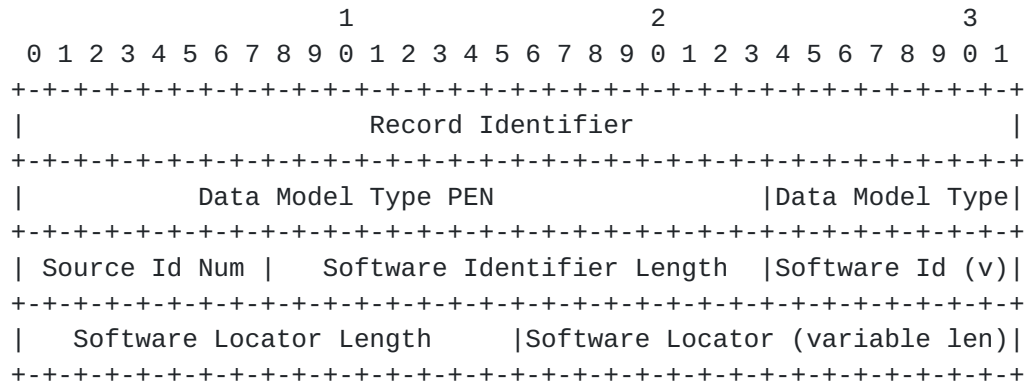 1                   2                   3
 0 1 2 3 4 5 6 7 8 9 0 1 2 3 4 5 6 7 8 9 0 1 2 3 4 5 6 7 8 9 0 1
+-+-+-+-+-+-+-+-+-+-+-+-+-+-+-+-+-+-+-+-+-+-+-+-+-+-+-+-+-+-+-+-+
|                      Record Identifier                        |
+-+-+-+-+-+-+-+-+-+-+-+-+-+-+-+-+-+-+-+-+-+-+-+-+-+-+-+-+-+-+-+-+
|           Data Model Type PEN                 |Data Model Type|
+-+-+-+-+-+-+-+-+-+-+-+-+-+-+-+-+-+-+-+-+-+-+-+-+-+-+-+-+-+-+-+-+
| Source Id Num |   Software Identifier Length  |Software Id (v)|
+-+-+-+-+-+-+-+-+-+-+-+-+-+-+-+-+-+-+-+-+-+-+-+-+-+-+-+-+-+-+-+-+
|   Software Locator Length     |Software Locator (variable len)|
+-+-+-+-+-+-+-+-+-+-+-+-+-+-+-+-+-+-+-+-+-+-+-+-+-+-+-+-+-+-+-+-+